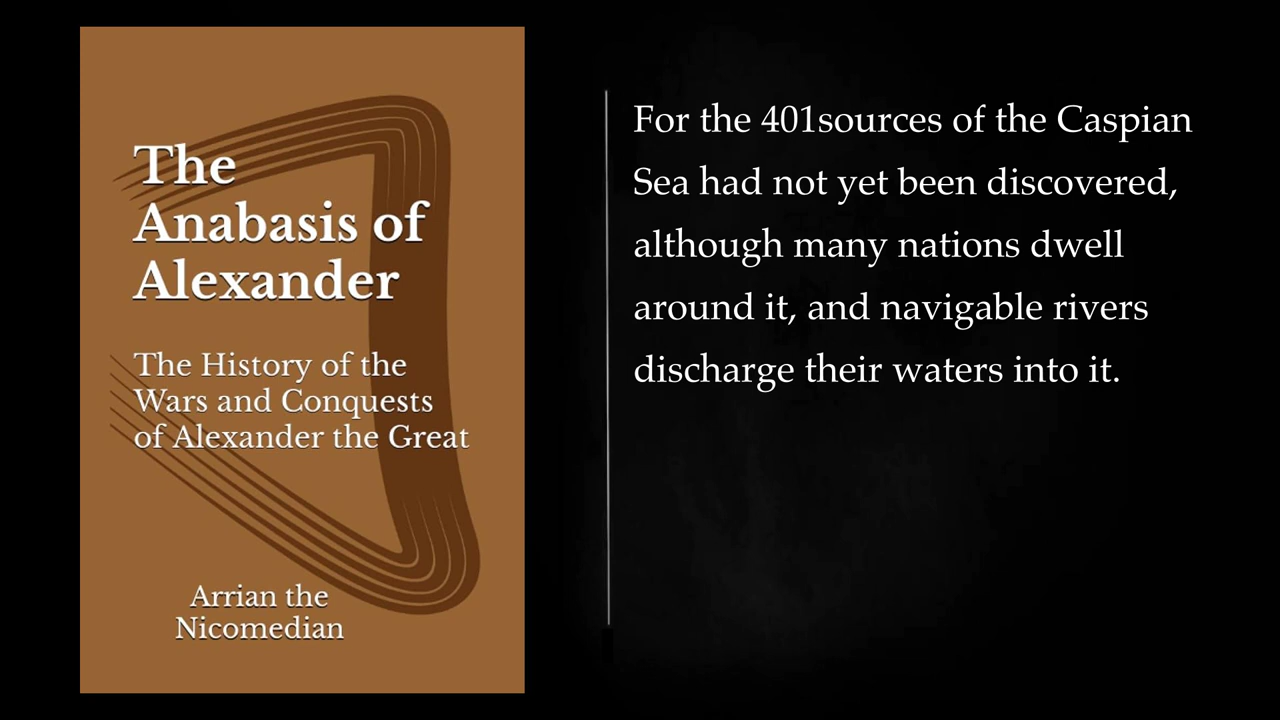 The
Anabasis of
Alexander
The History of the
Wars and Conquests
of Alexander the Great
Arrian the
Nicomedian
For the 401sources of the Caspian
Sea had not yet been discovered,
although many nations dwell
around it, and navigable rivers
discharge their waters into it.